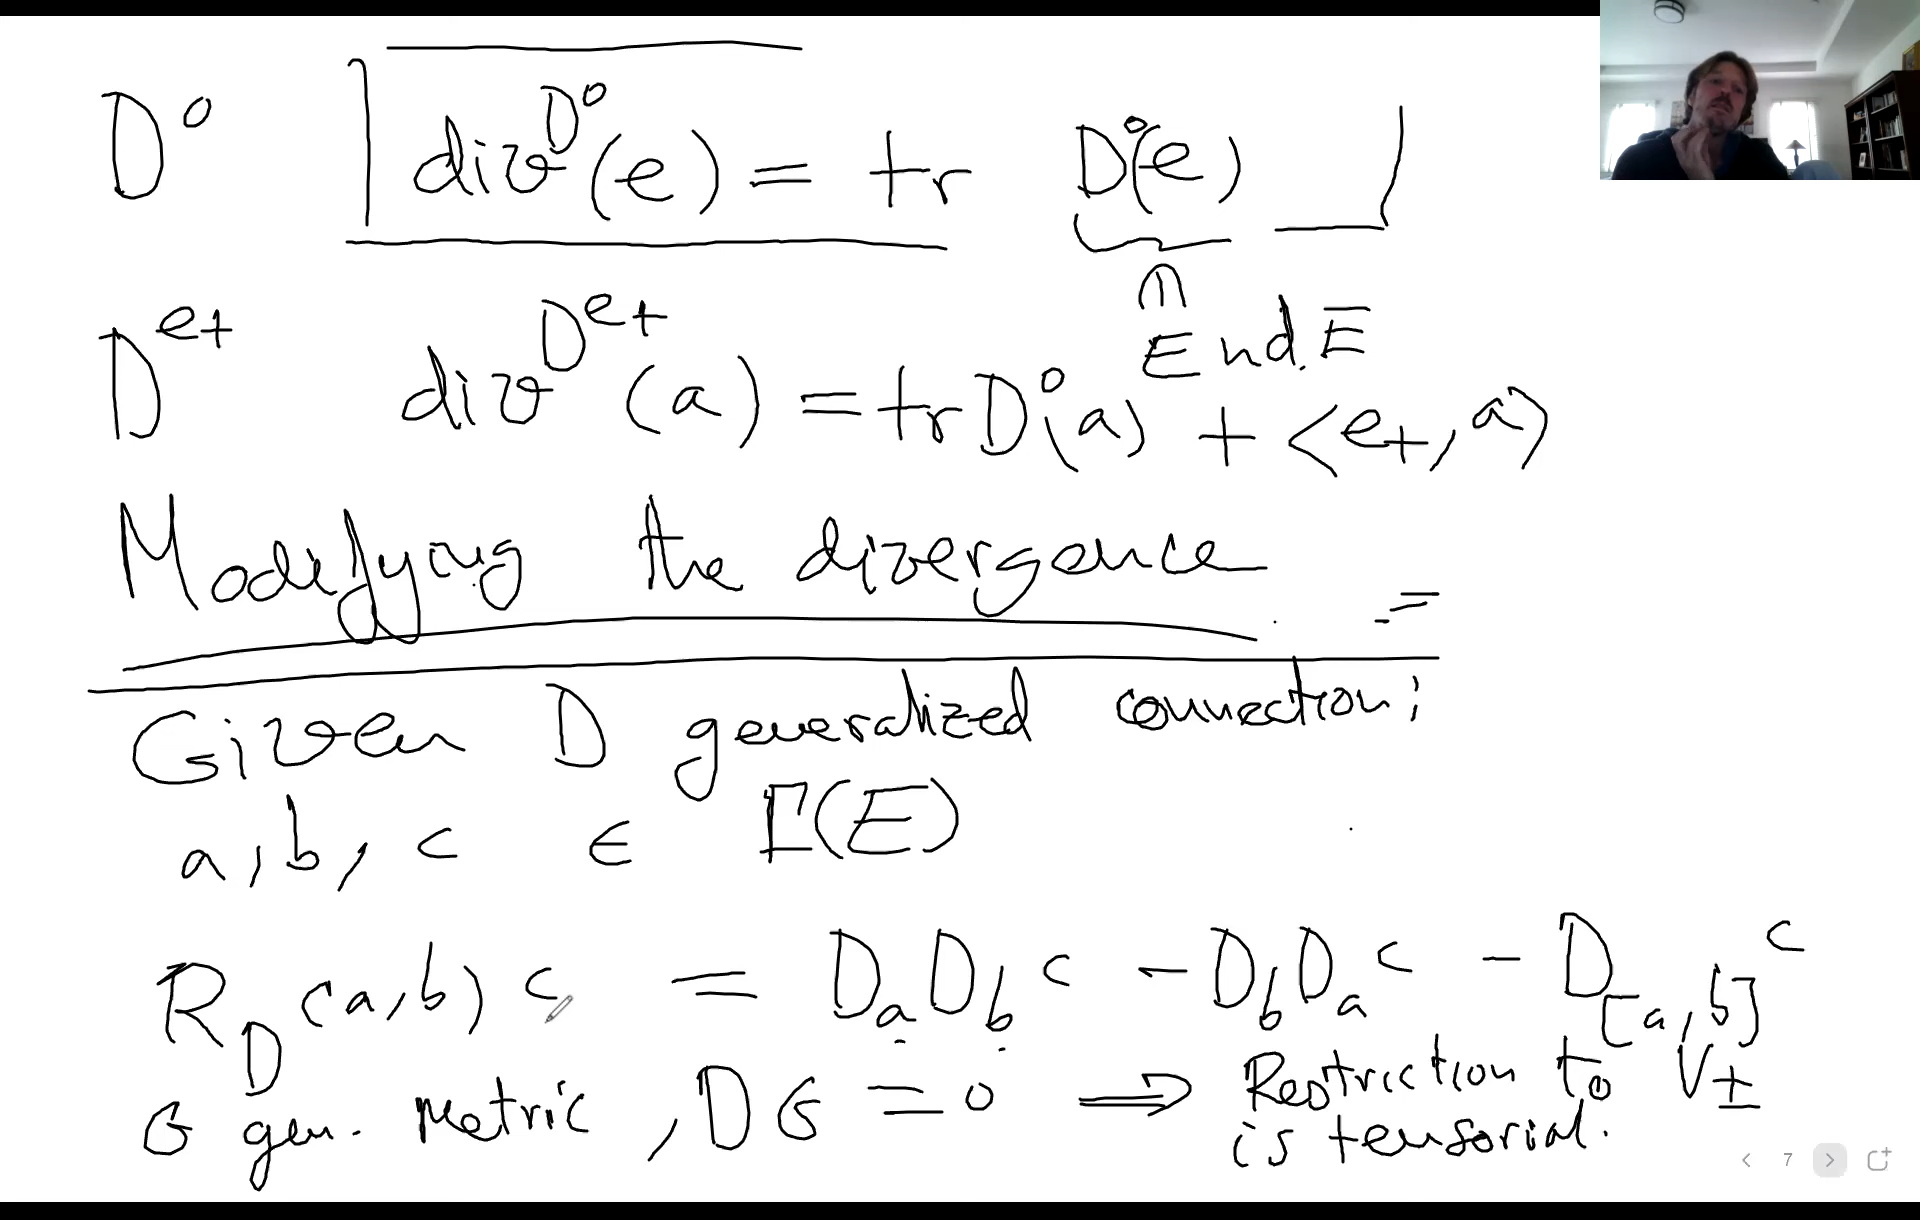 D⁰ div^{D⁰}(e) = tr D⁰(e)
∈ End E
D^{e+} div^{D^{e+}}(a) = tr D⁰(a) + <e+, a>
Modifying the divergence
Given D generalized connection:
a, b, c ∈ Γ(E)
R_D(a,b)c = D_a D_b c - D_b D_a c - D_{[a,b]} c
G gen. metric, DG = 0 ⟹ Restriction to V±
is tensorial.
7